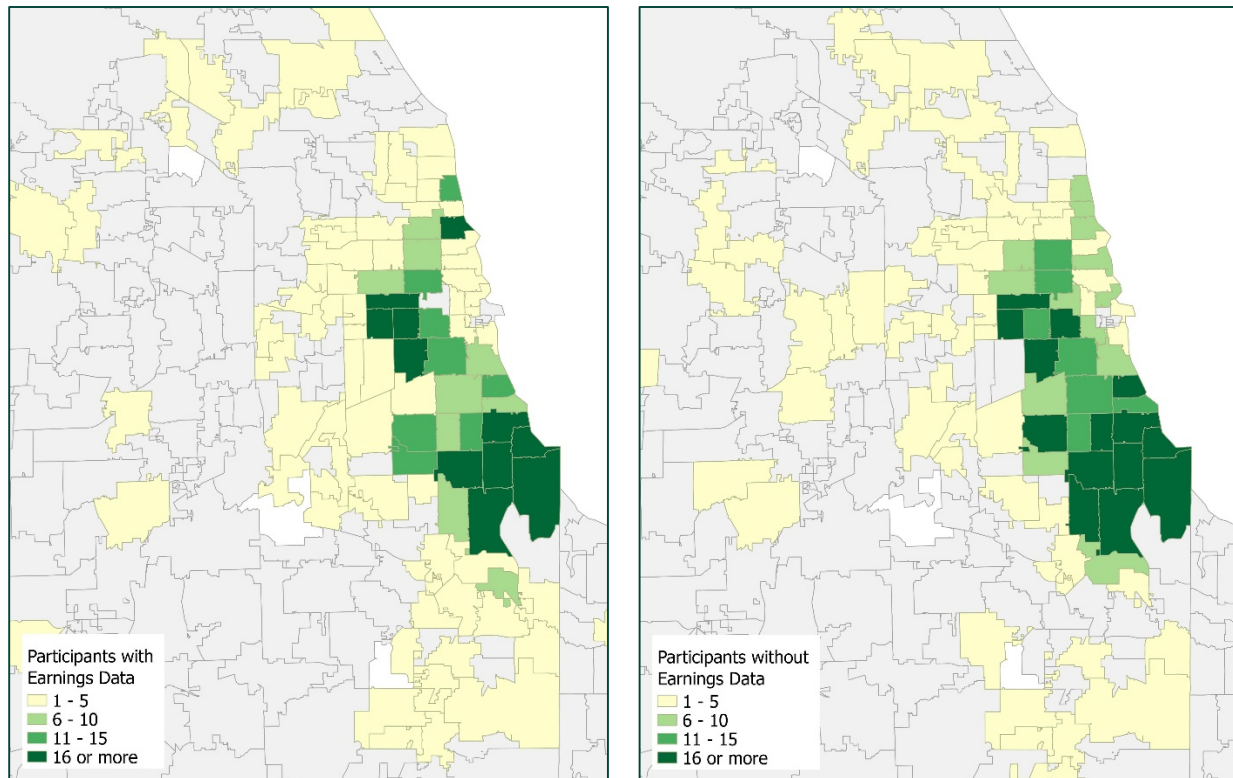 Participants with
Earnings Data
1 - 5
6 - 10
11 - 15
16 or more
Participants without
Earnings Data
1 - 5
6 - 10
11 - 15
16 or more